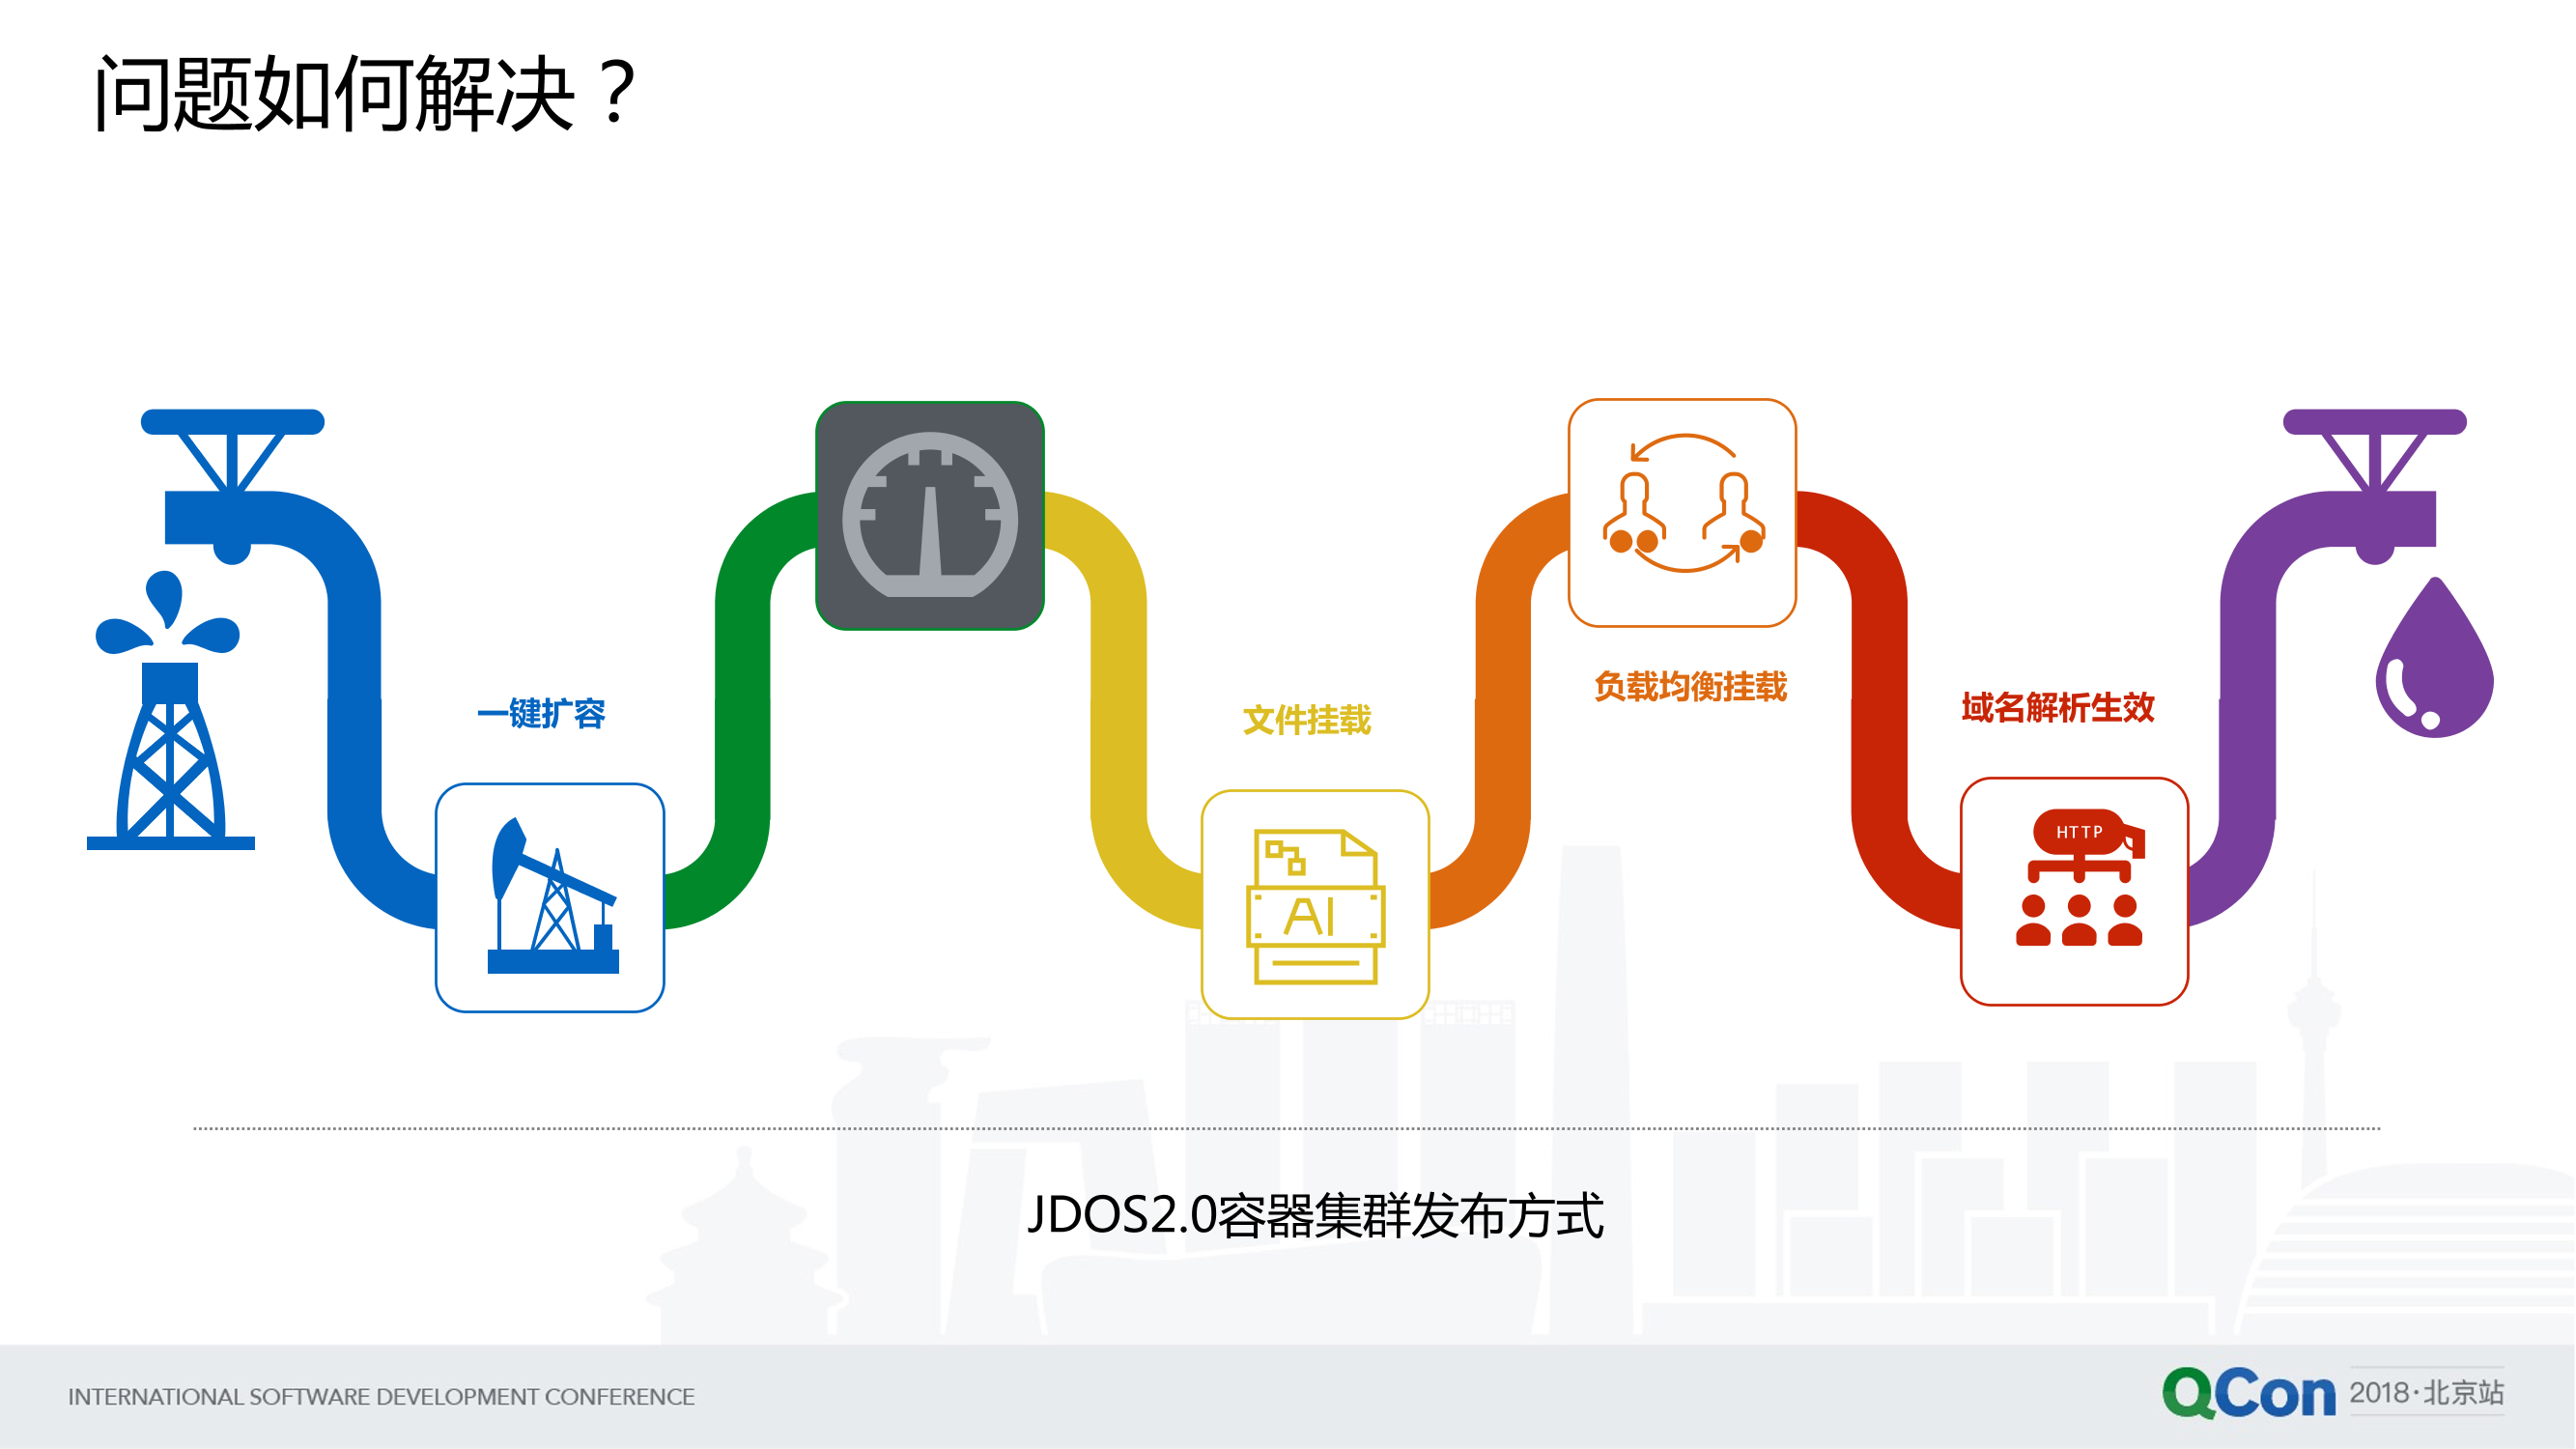 问题如何解决？
一键扩容
文件挂载
负载均衡挂载
域名解析生效
AI
HTTP
JDOS2.0容器集群发布方式
INTERNATIONAL SOFTWARE DEVELOPMENT CONFERENCE
QCon 2018·北京站